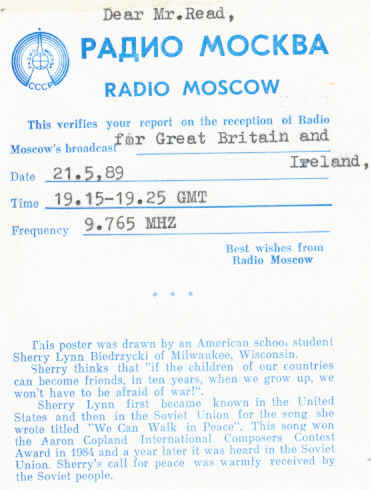 Dear Mr.Read,
СССР
РАДИО МОСКВА
RADIO MOSCOW
This verifies your report on the reception of Radio
Moscow's broadcast for Great Britain and
Ireland,
Date 21.5,89
Time 19.15-19.25 GMT
Frequency 9.765 MHZ
Best wishes from
Radio Moscow
* * *
This poster was drawn by an American school student
Sherry Lynn Biedrzycki of Milwaukee, Wisconsin.
Sherry thinks that "if the children of our countries
can become friends, in ten years, when we grow up, we
won't have to be afraid of war!".
Sherry Lynn first became known in the United
States and then in the Soviet Union for the song she
wrote titled "We Can Walk in Peace". This song won
the Aaron Copland International Composers Contest
Award in 1984 and a year later it was heard in the Soviet
Union. Sherry's call for peace was warmly received by
the Soviet people.